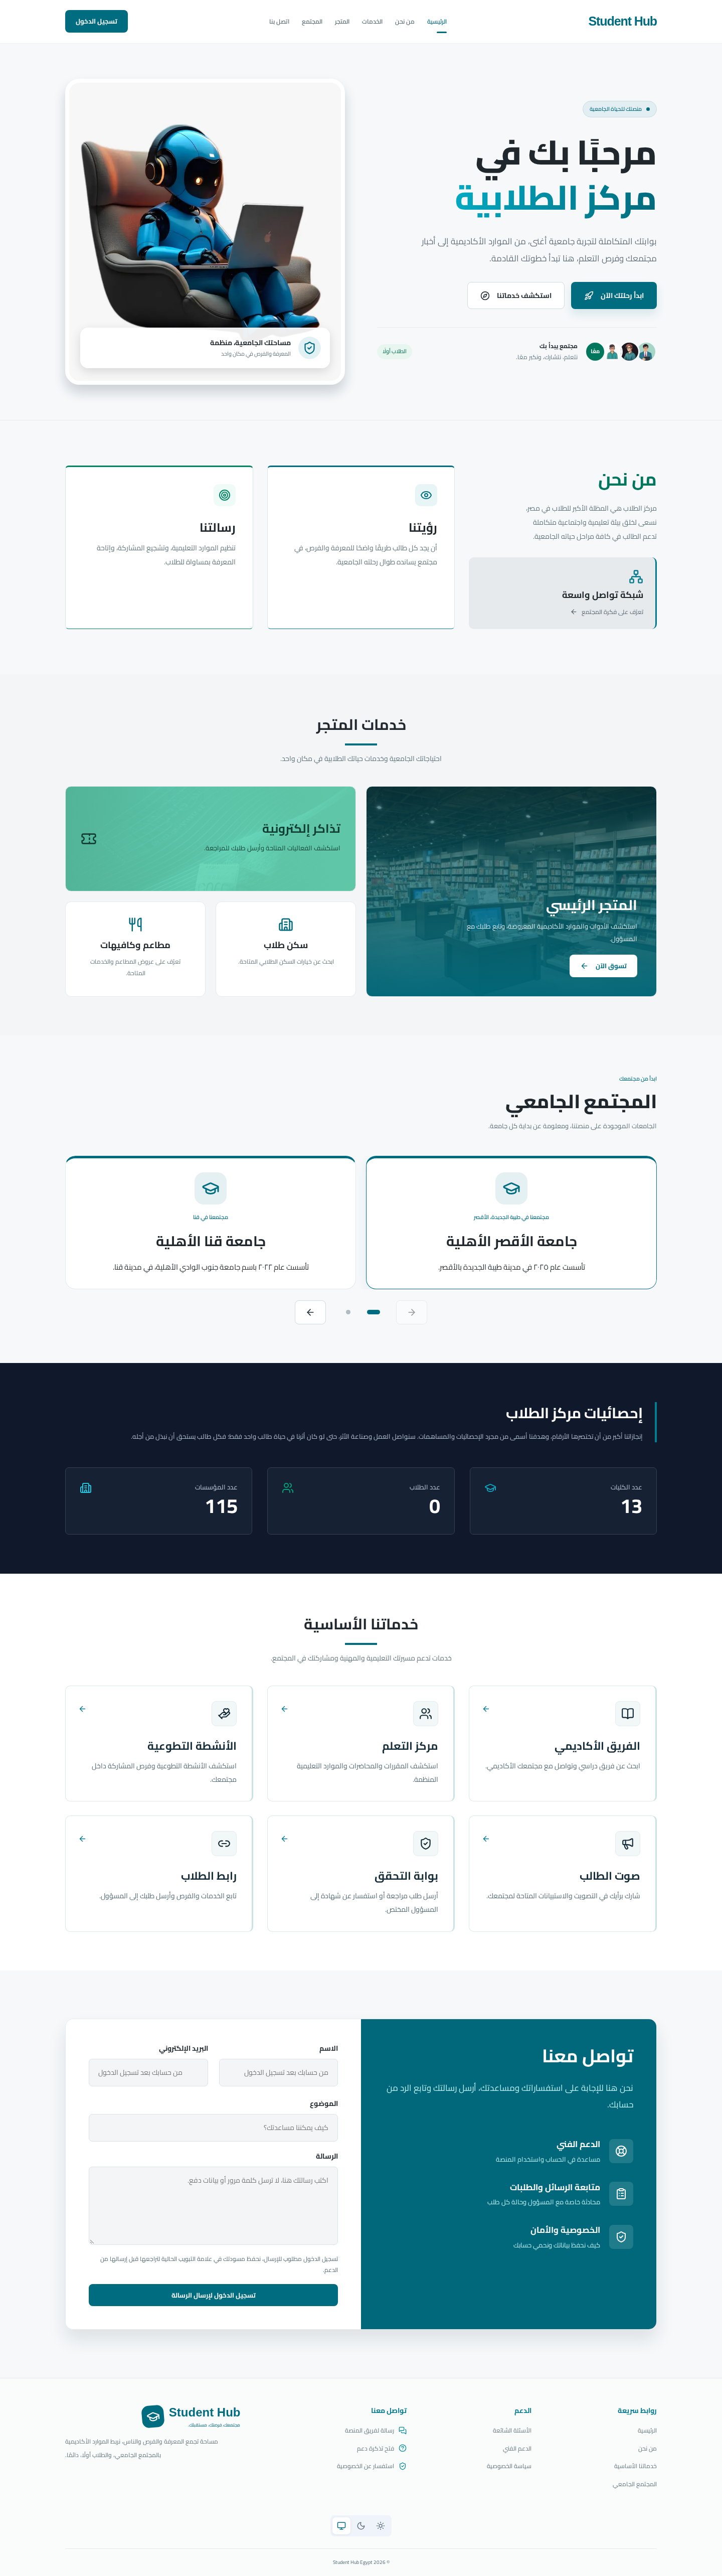 Student Hub
الرئيسية
من نحن
الخدمات
المتجر
المجتمع
اتصل بنا
تسجيل الدخول
منصتك للحياة الجامعية
مرحبًا بك في
مركز الطلابية
بوابتك المتكاملة لتجربة جامعية أغنى، من الموارد الأكاديمية إلى أخبار
مجتمعك وفرص التعلم، هنا تبدأ خطوتك القادمة.
ابدأ رحلتك الآن
استكشف خدماتنا
معًا
مجتمع يبدأ بك
نتعلم، نتشارك، ونكبر معًا.
الطلاب أولًا
مساحتك الجامعية، منظمة
المعرفة والفرص في مكان واحد
من نحن
مركز الطلاب هي المظلة الأكبر للطلاب في مصر.
نسعى لخلق بيئة تعليمية واجتماعية متكاملة
تدعم الطالب في كافة مراحل حياته الجامعية.
شبكة تواصل واسعة
تعرّف على فكرة المجتمع
رؤيتنا
أن يجد كل طالب طريقًا واضحًا للمعرفة والفرص، في
مجتمع يسانده طوال رحلته الجامعية.
رسالتنا
تنظيم الموارد التعليمية، وتشجيع المشاركة، وإتاحة
المعرفة بمساواة للطلاب.
خدمات المتجر
احتياجاتك الجامعية وخدمات حياتك الطلابية في مكان واحد.
المتجر الرئيسي
استكشف الأدوات والموارد الأكاديمية المعروضة، وتابع طلبك مع
المسؤول.
تسوق الآن
تذاكر إلكترونية
استكشف الفعاليات المتاحة وأرسل طلبك للمراجعة.
سكن طلاب
ابحث عن خيارات السكن الطلابي المتاحة.
مطاعم وكافيهات
تعرّف على عروض المطاعم والخدمات
المتاحة.
ابدأ من مجتمعك
المجتمع الجامعي
الجامعات الموجودة على منصتنا، ومعلومة عن بداية كل جامعة.
مجتمعنا في طيبة الجديدة، الأقصر
جامعة الأقصر الأهلية
تأسست عام ٢٠٢٥ في مدينة طيبة الجديدة بالأقصر.
مجتمعنا في قنا
جامعة قنا الأهلية
تأسست عام ٢٠٢٢ باسم جامعة جنوب الوادي الأهلية، في مدينة قنا.
إحصائيات مركز الطلاب
إنجازاتنا أكبر من أن تختصرها الأرقام، وهدفنا أسمى من مجرد الإحصائيات والمساهمات. سنواصل العمل وصناعة الأثر، حتى لو كان أثرنا في حياة طالب واحد فقط؛ فكل طالب يستحق أن نبذل من أجله.
عدد الكليات
13
عدد الطلاب
0
عدد المؤسسات
115
خدماتنا الأساسية
خدمات تدعم مسيرتك التعليمية والمهنية ومشاركتك في المجتمع.
الفريق الأكاديمي
ابحث عن فريق دراسي وتواصل مع مجتمعك الأكاديمي.
مركز التعلم
استكشف المقررات والمحاضرات والموارد التعليمية
المنظمة.
الأنشطة التطوعية
استكشف الأنشطة التطوعية وفرص المشاركة داخل
مجتمعك.
صوت الطالب
شارك برأيك في التصويت والاستبيانات المتاحة لمجتمعك.
بوابة التحقق
أرسل طلب مراجعة أو استفسار عن شهادة إلى
المسؤول المختص.
رابط الطلاب
تابع الخدمات والفرص وأرسل طلبك إلى المسؤول.
تواصل معنا
نحن هنا للإجابة على استفساراتك ومساعدتك، أرسل رسالتك وتابع الرد من
حسابك.
الدعم الفني
مساعدة في الحساب واستخدام المنصة
متابعة الرسائل والطلبات
محادثة خاصة مع المسؤول وحالة كل طلب
الخصوصية والأمان
كيف نحفظ بياناتك ونحمي حسابك
الاسم
البريد الإلكتروني
من حسابك بعد تسجيل الدخول
من حسابك بعد تسجيل الدخول
الموضوع
كيف يمكننا مساعدتك؟
الرسالة
اكتب رسالتك هنا، لا ترسل كلمة مرور أو بيانات دفع.
تسجيل الدخول مطلوب للإرسال، نحفظ مسودتك في علامة التبويب الحالية لتراجعها قبل إرسالها من
الدعم.
تسجيل الدخول لإرسال الرسالة
روابط سريعة
الرئيسية
من نحن
خدماتنا الأساسية
المجتمع الجامعي
الدعم
الأسئلة الشائعة
الدعم الفني
سياسة الخصوصية
تواصل معنا
رسالة لفريق المنصة
فتح تذكرة دعم
استفسار عن الخصوصية
Student Hub
مجتمعك، فرصتك، مستقبلك.
مساحة تجمع المعرفة والفرص والناس، نربط الموارد الأكاديمية
بالمجتمع الجامعي، والطلاب أولًا، دائمًا.
© 2026 Student Hub Egypt